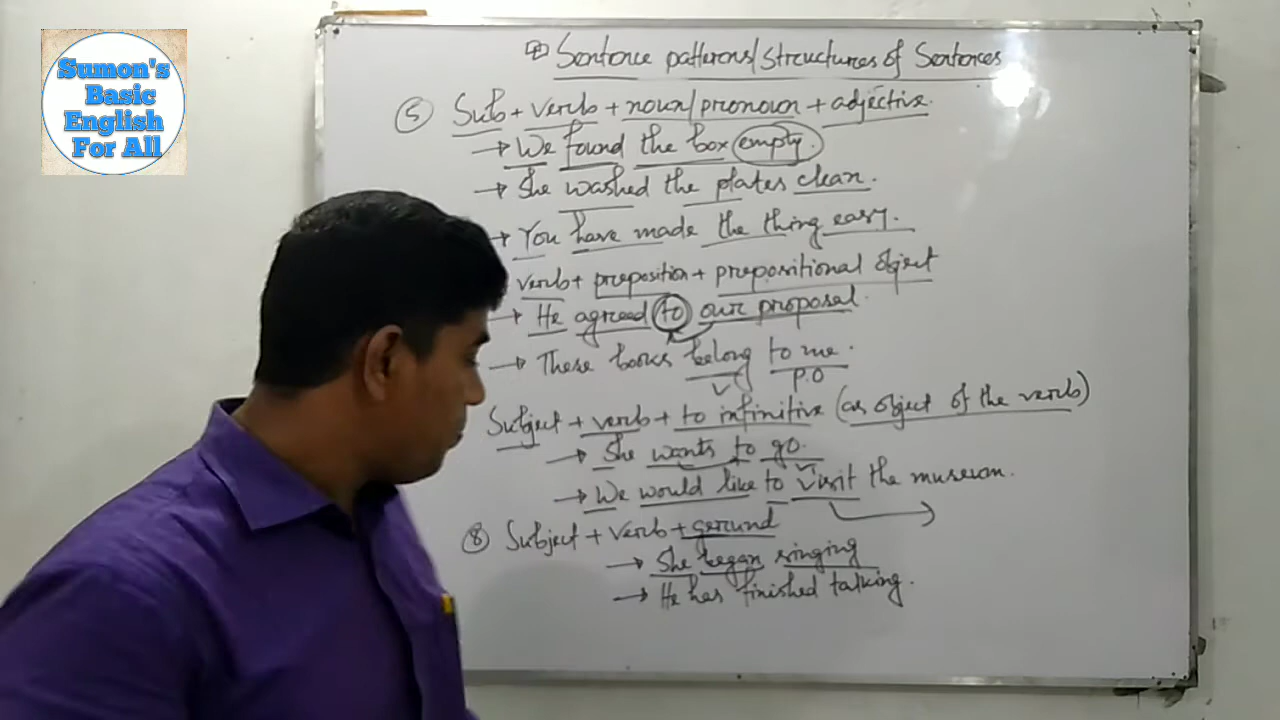 Sumon's
Basic
English
For All
Sentence patterns/Structures of Sentences
⑤ Sub + verb + noun/pronoun + adjective.
→ We found the box empty.
→ She washed the plates clean.
→ You have made the thing easy.
verb + preposition + prepositional object
→ He agreed to our proposal.
→ These books belong to me.
V P.O
Subject + verb + to infinitive (as object of the verb)
→ She wants to go.
→ We would like to visit the museum.
⑧ Subject + verb + gerund
→ She began singing
→ He has finished talking.